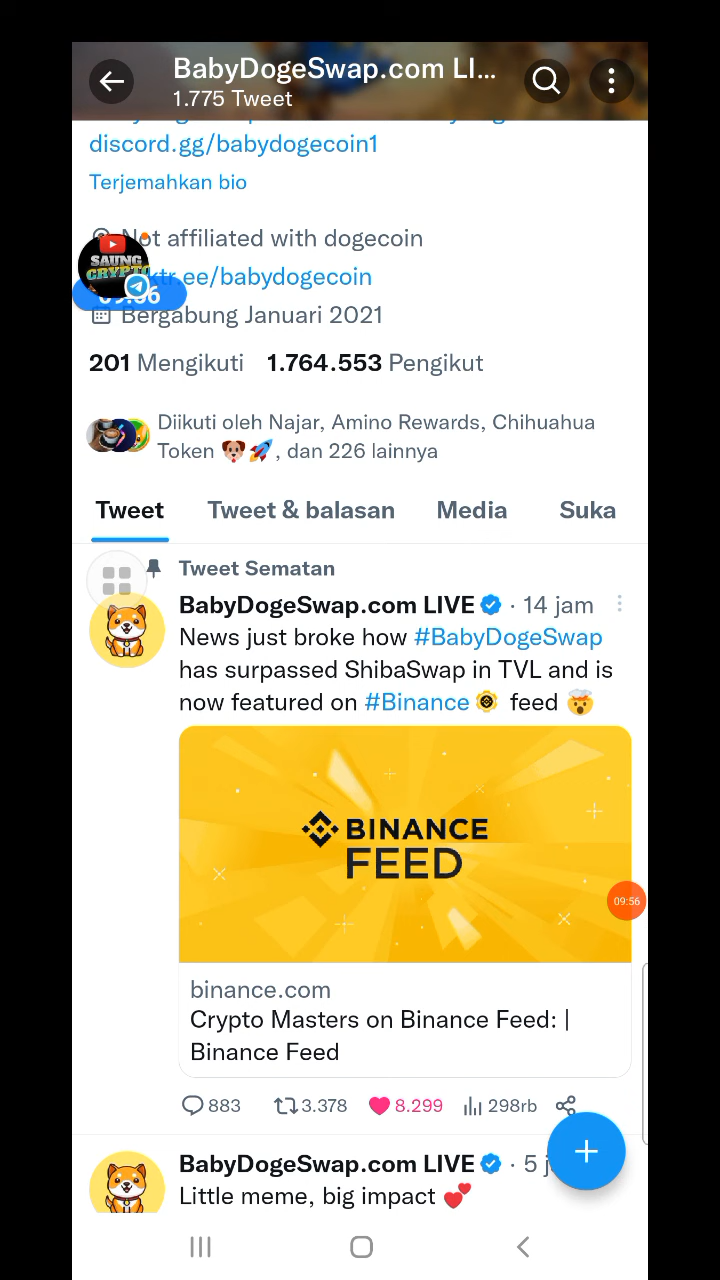 BabyDogeSwap.com LI...
1.775 Tweet
discord.gg/babydogecoin1
Terjemahkan bio
Not affiliated with dogecoin
SAUNG
CRYPTO
tr.ee/babydogecoin
Bergabung Januari 2021
201 Mengikuti 1.764.553 Pengikut
Diikuti oleh Najar, Amino Rewards, Chihuahua
Token 🐶🚀, dan 226 lainnya
Tweet Tweet & balasan Media Suka
Tweet Sematan
BabyDogeSwap.com LIVE · 14 jam
News just broke how #BabyDogeSwap
has surpassed ShibaSwap in TVL and is
now featured on #Binance feed 🤯
BINANCE
FEED
09:56
binance.com
Crypto Masters on Binance Feed: |
Binance Feed
883 3.378 8.299 298rb
BabyDogeSwap.com LIVE · 5 j
Little meme, big impact 💕